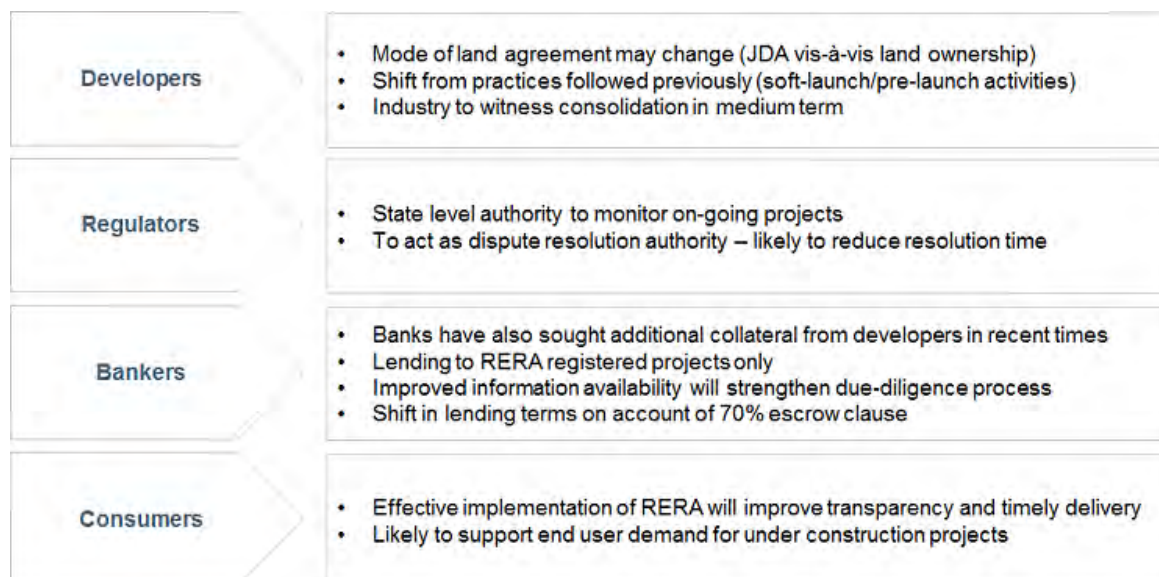 Developers
• Mode of land agreement may change (JDA vis-à-vis land ownership)
• Shift from practices followed previously (soft-launch/pre-launch activities)
• Industry to witness consolidation in medium term
Regulators
• State level authority to monitor on-going projects
• To act as dispute resolution authority – likely to reduce resolution time
Bankers
• Banks have also sought additional collateral from developers in recent times
• Lending to RERA registered projects only
• Improved information availability will strengthen due-diligence process
• Shift in lending terms on account of 70% escrow clause
Consumers
• Effective implementation of RERA will improve transparency and timely delivery
• Likely to support end user demand for under construction projects